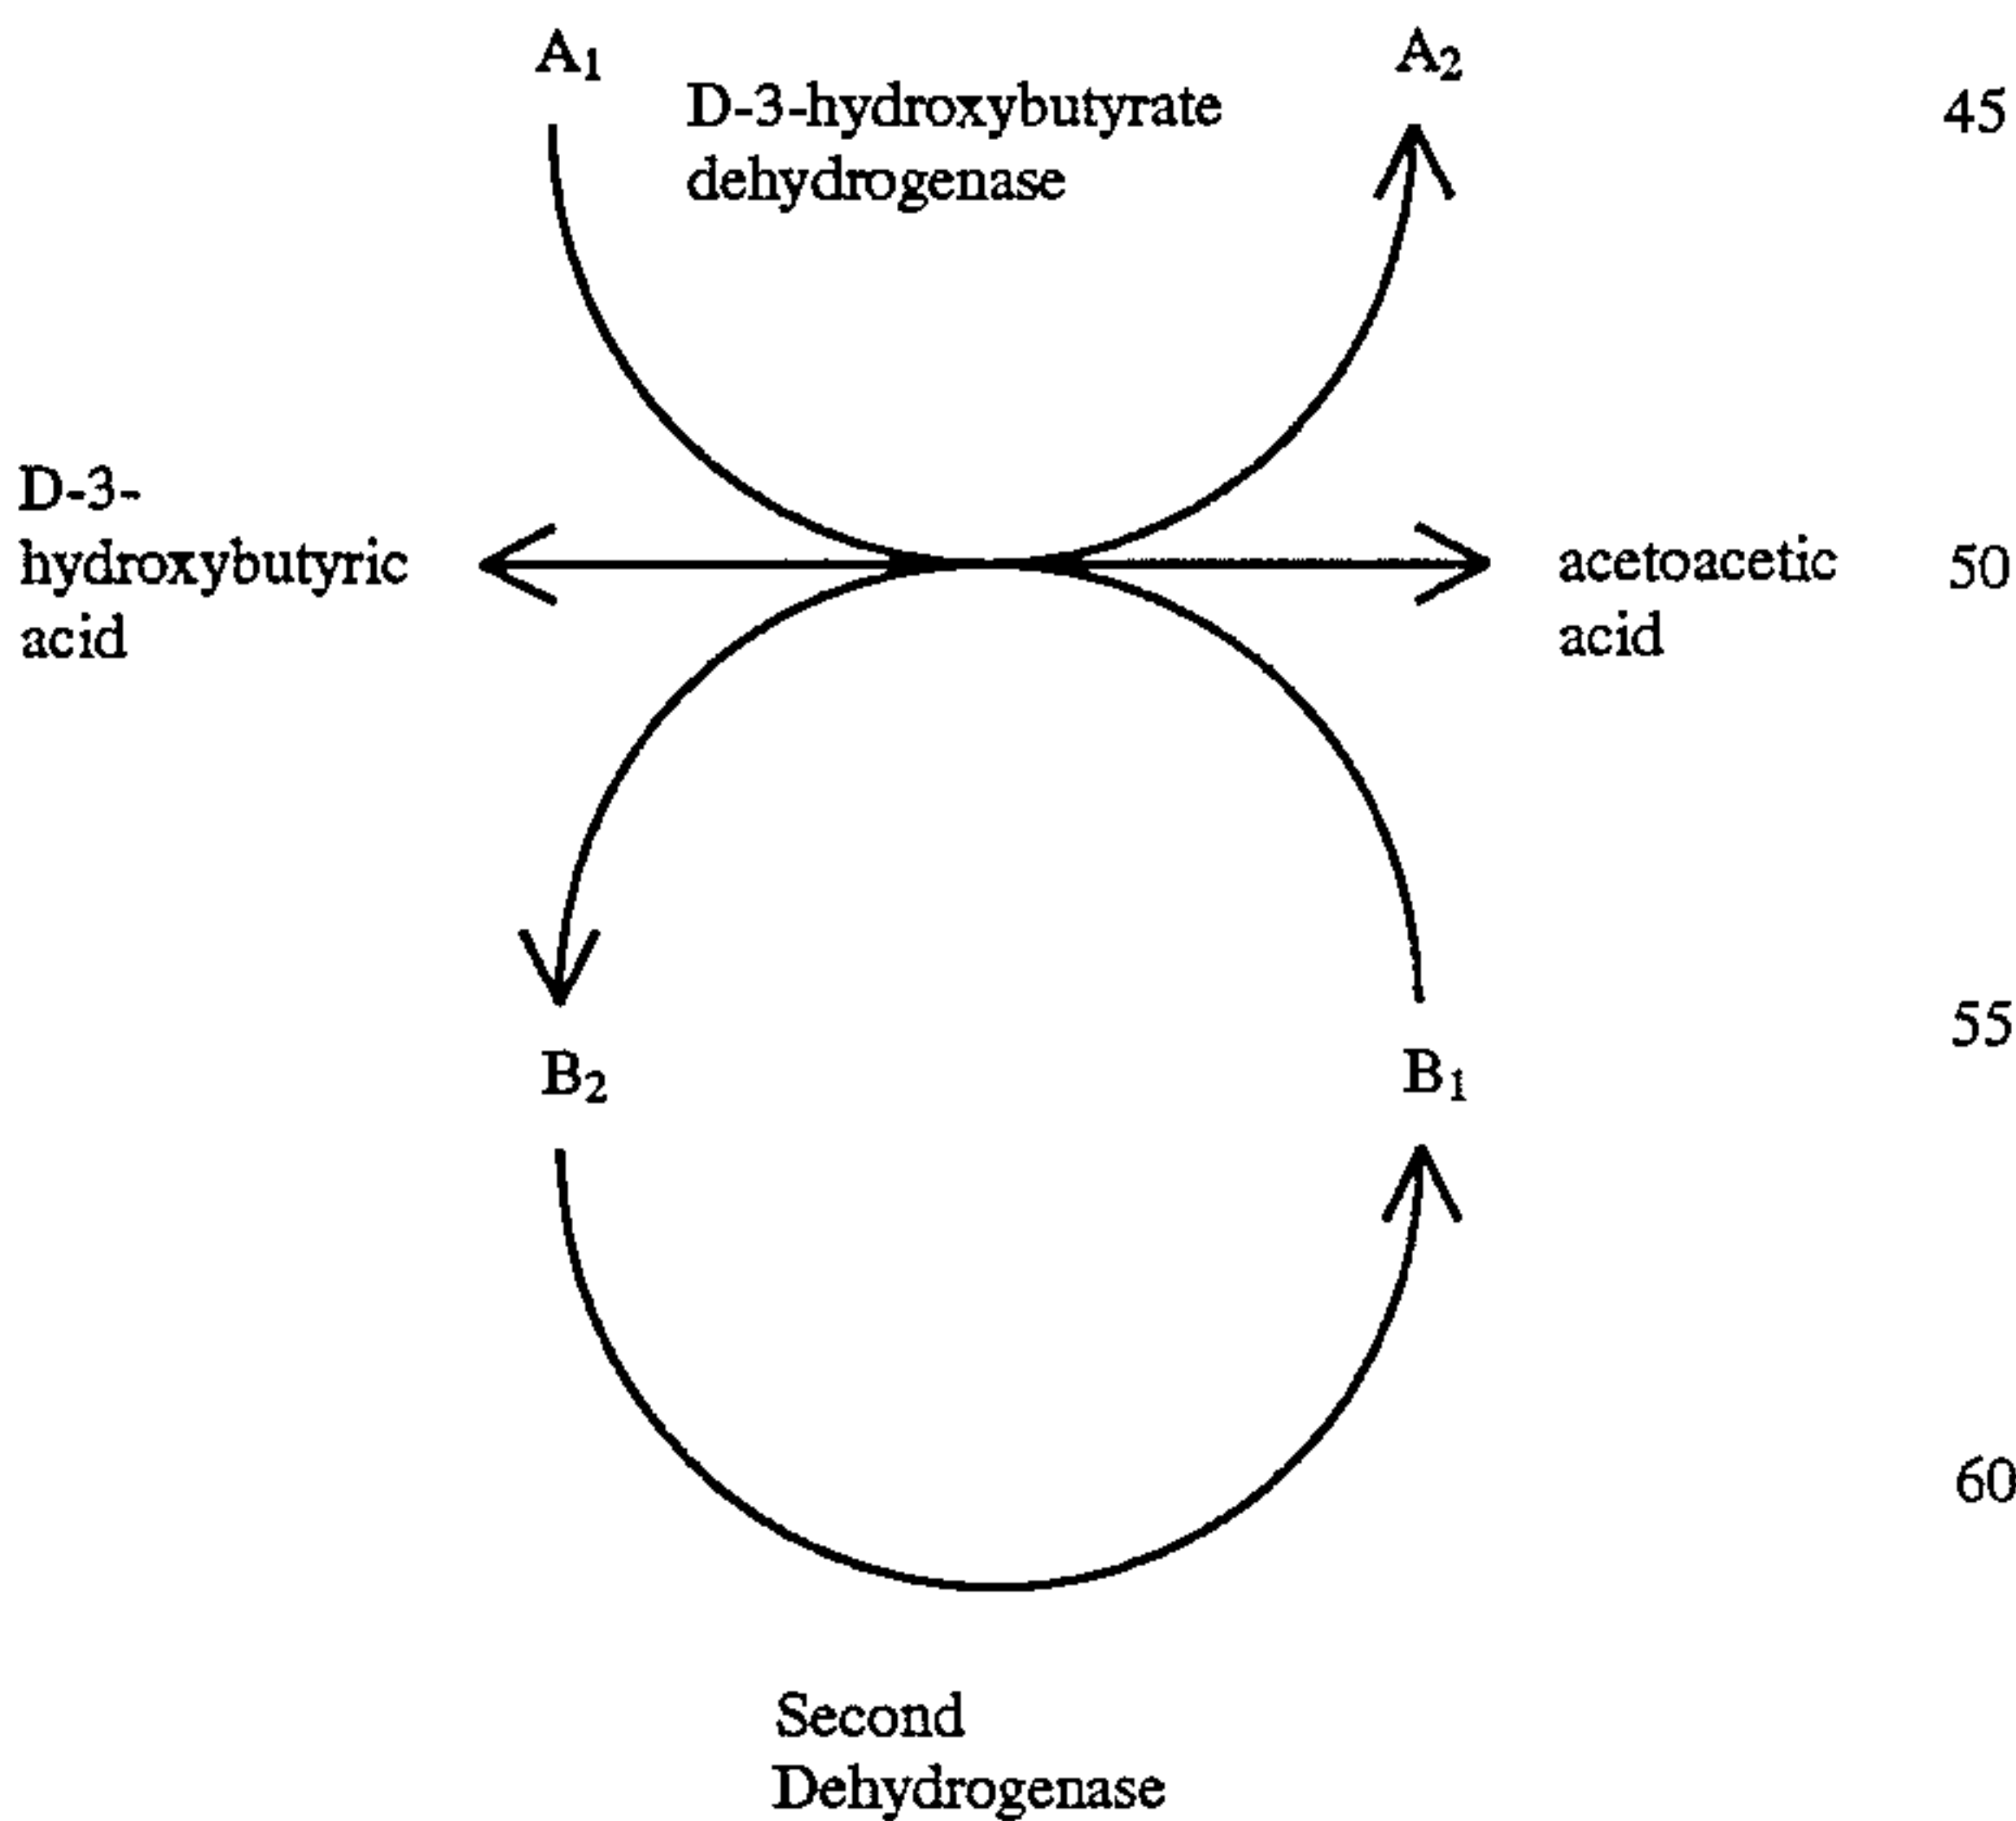 A₁
A₂
D-3-hydroxybutyrate
dehydrogenase
45
D-3-
hydroxybutyric
acid
acetoacetic
acid
50
55
B₂
B₁
60
Second
Dehydrogenase